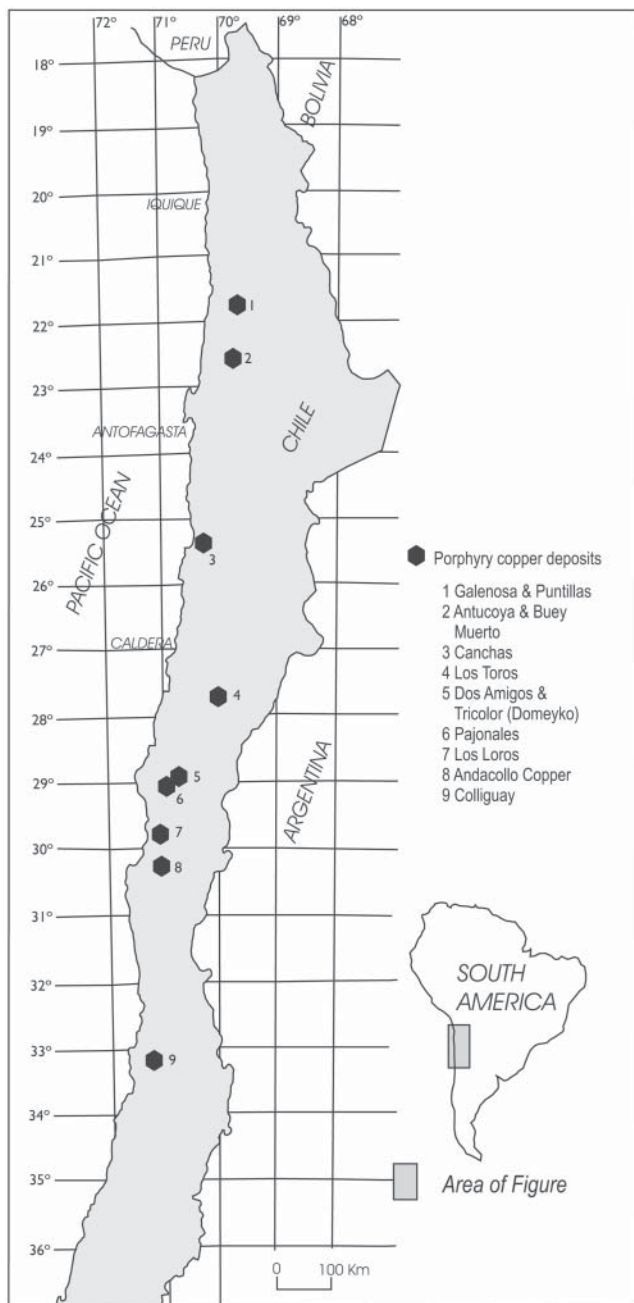 72° 71° 70° 69° 68°
PERU
BOLIVIA
18°
19°
20°
IQUIQUE
21°
22°
1
2
23°
CHILE
ANTOFAGASTA
24°
PACIFIC OCEAN
25°
3
26°
CALDERA
27°
4
28°
5
29°
6
ARGENTINA
7
30°
8
31°
32°
33°
9
34°
35°
36°
Porphyry copper deposits
1 Galenosa & Puntillas
2 Antucoya & Buey
Muerto
3 Canchas
4 Los Toros
5 Dos Amigos &
Tricolor (Domeyko)
6 Pajonales
7 Los Loros
8 Andacollo Copper
9 Colliguay
SOUTH
AMERICA
Area of Figure
0 100 Km